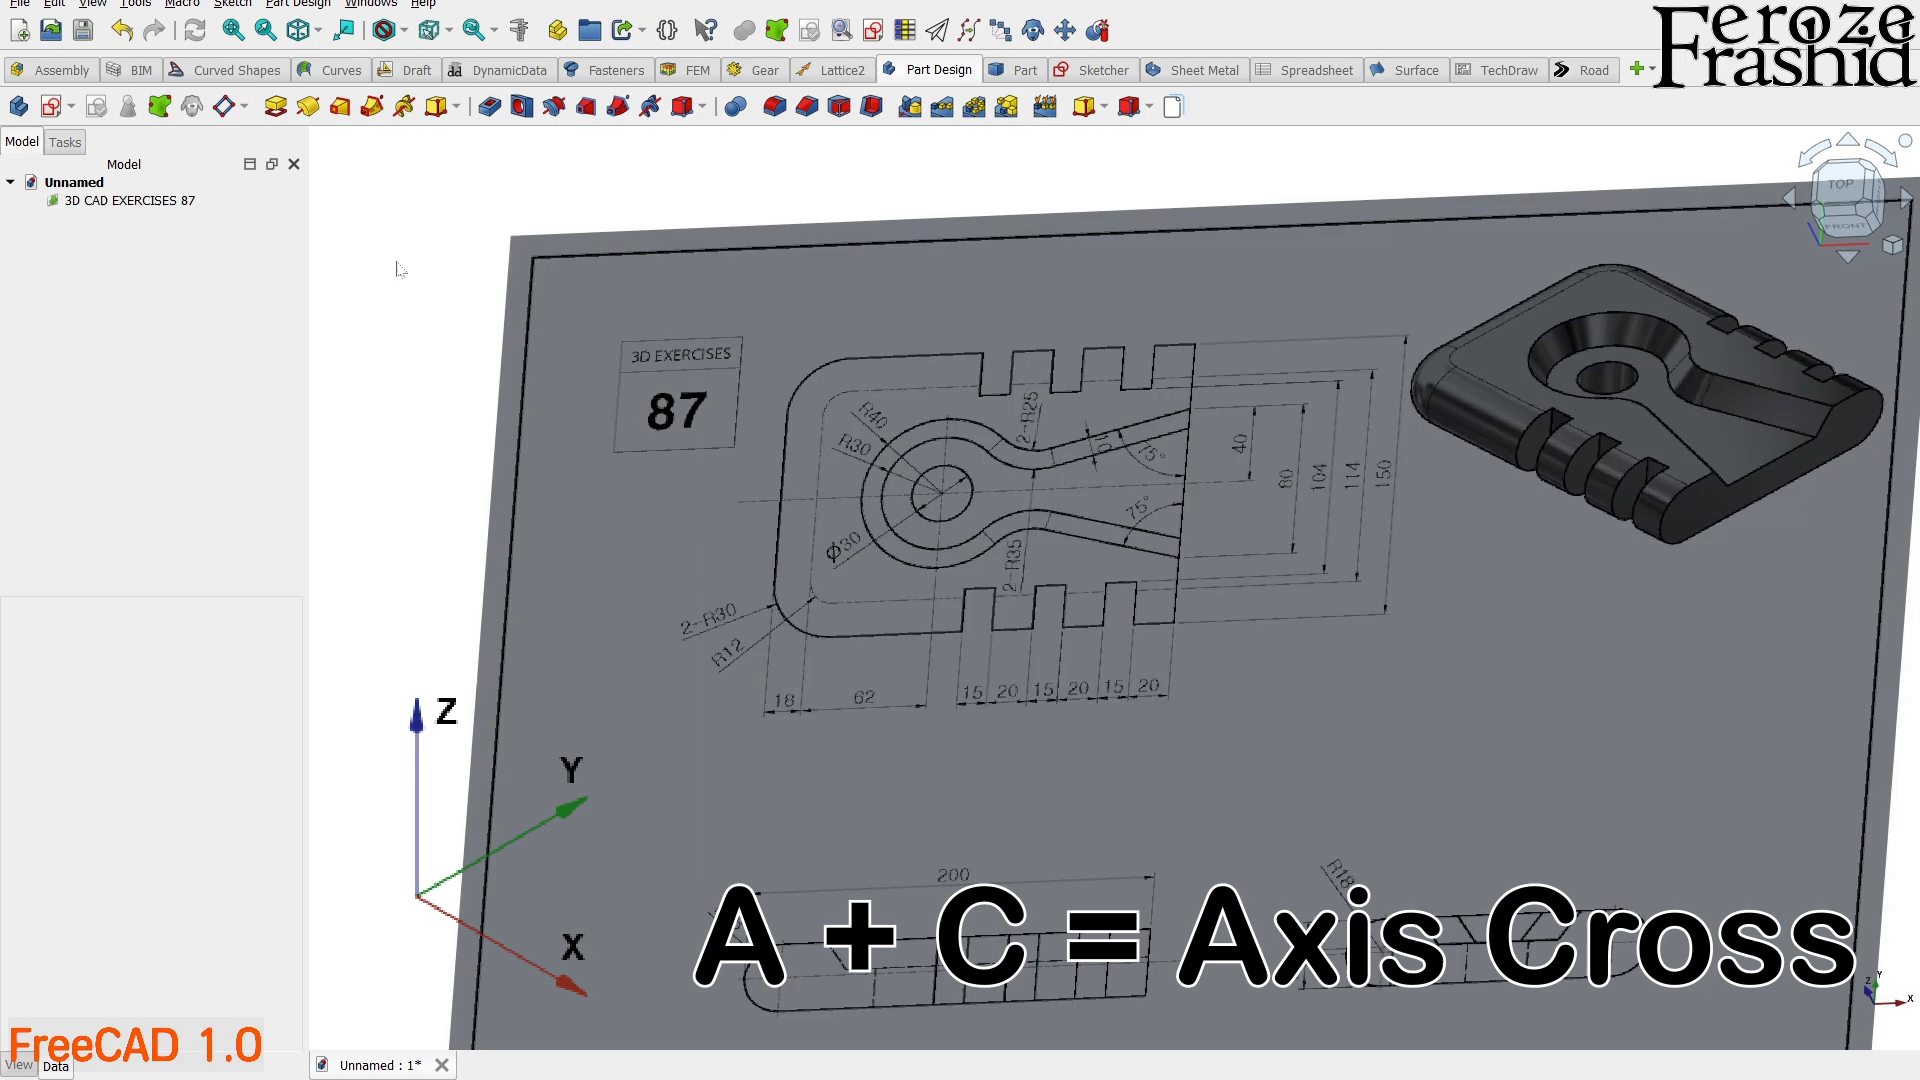 File Edit View Tools Macro Sketch Part Design Windows Help
Feroze
Frashid
Assembly BIM Curved Shapes Curves Draft DynamicData Fasteners FEM Gear Lattice2 Part Design Part Sketcher Sheet Metal Spreadsheet Surface TechDraw Road
Model Tasks
Model
Unnamed
3D CAD EXERCISES 87
TOP
FRONT
3D EXERCISES
87
R40
R30
2-R25
10
75°
40
80
104
114
150
75°
Ø30
2-R35
2-R30
R12
18 62 15 20 15 20 15 20
Z
Y
X
200
R18
A + C = Axis Cross
Z Y X
FreeCAD 1.0
View Data
Unnamed : 1*